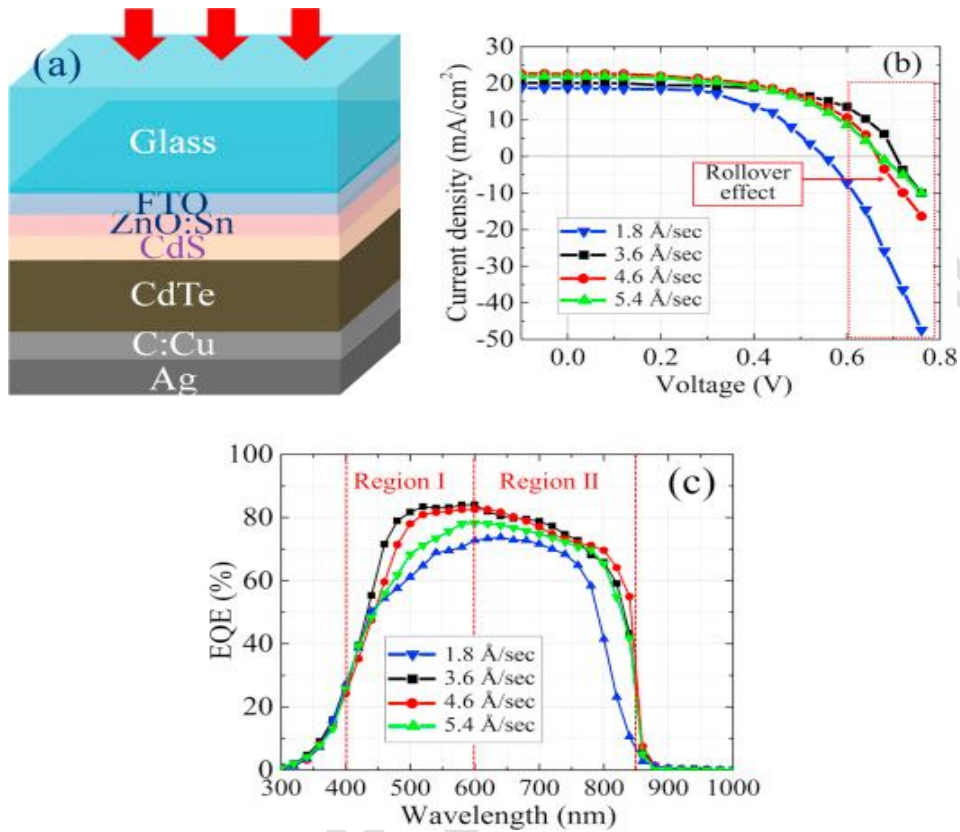 (a)
Glass
FTO
ZnO:Sn
CdS
CdTe
C:Cu
Ag
(b)
Current density (mA/cm²)
30
20
10
0
-10
-20
-30
-40
-50
Rollover
effect
1.8 Å/sec
3.6 Å/sec
4.6 Å/sec
5.4 Å/sec
0.0 0.2 0.4 0.6 0.8
Voltage (V)
(c)
Region I Region II
EQE (%)
100
80
60
40
20
0
1.8 Å/sec
3.6 Å/sec
4.6 Å/sec
5.4 Å/sec
300 400 500 600 700 800 900 1000
Wavelength (nm)